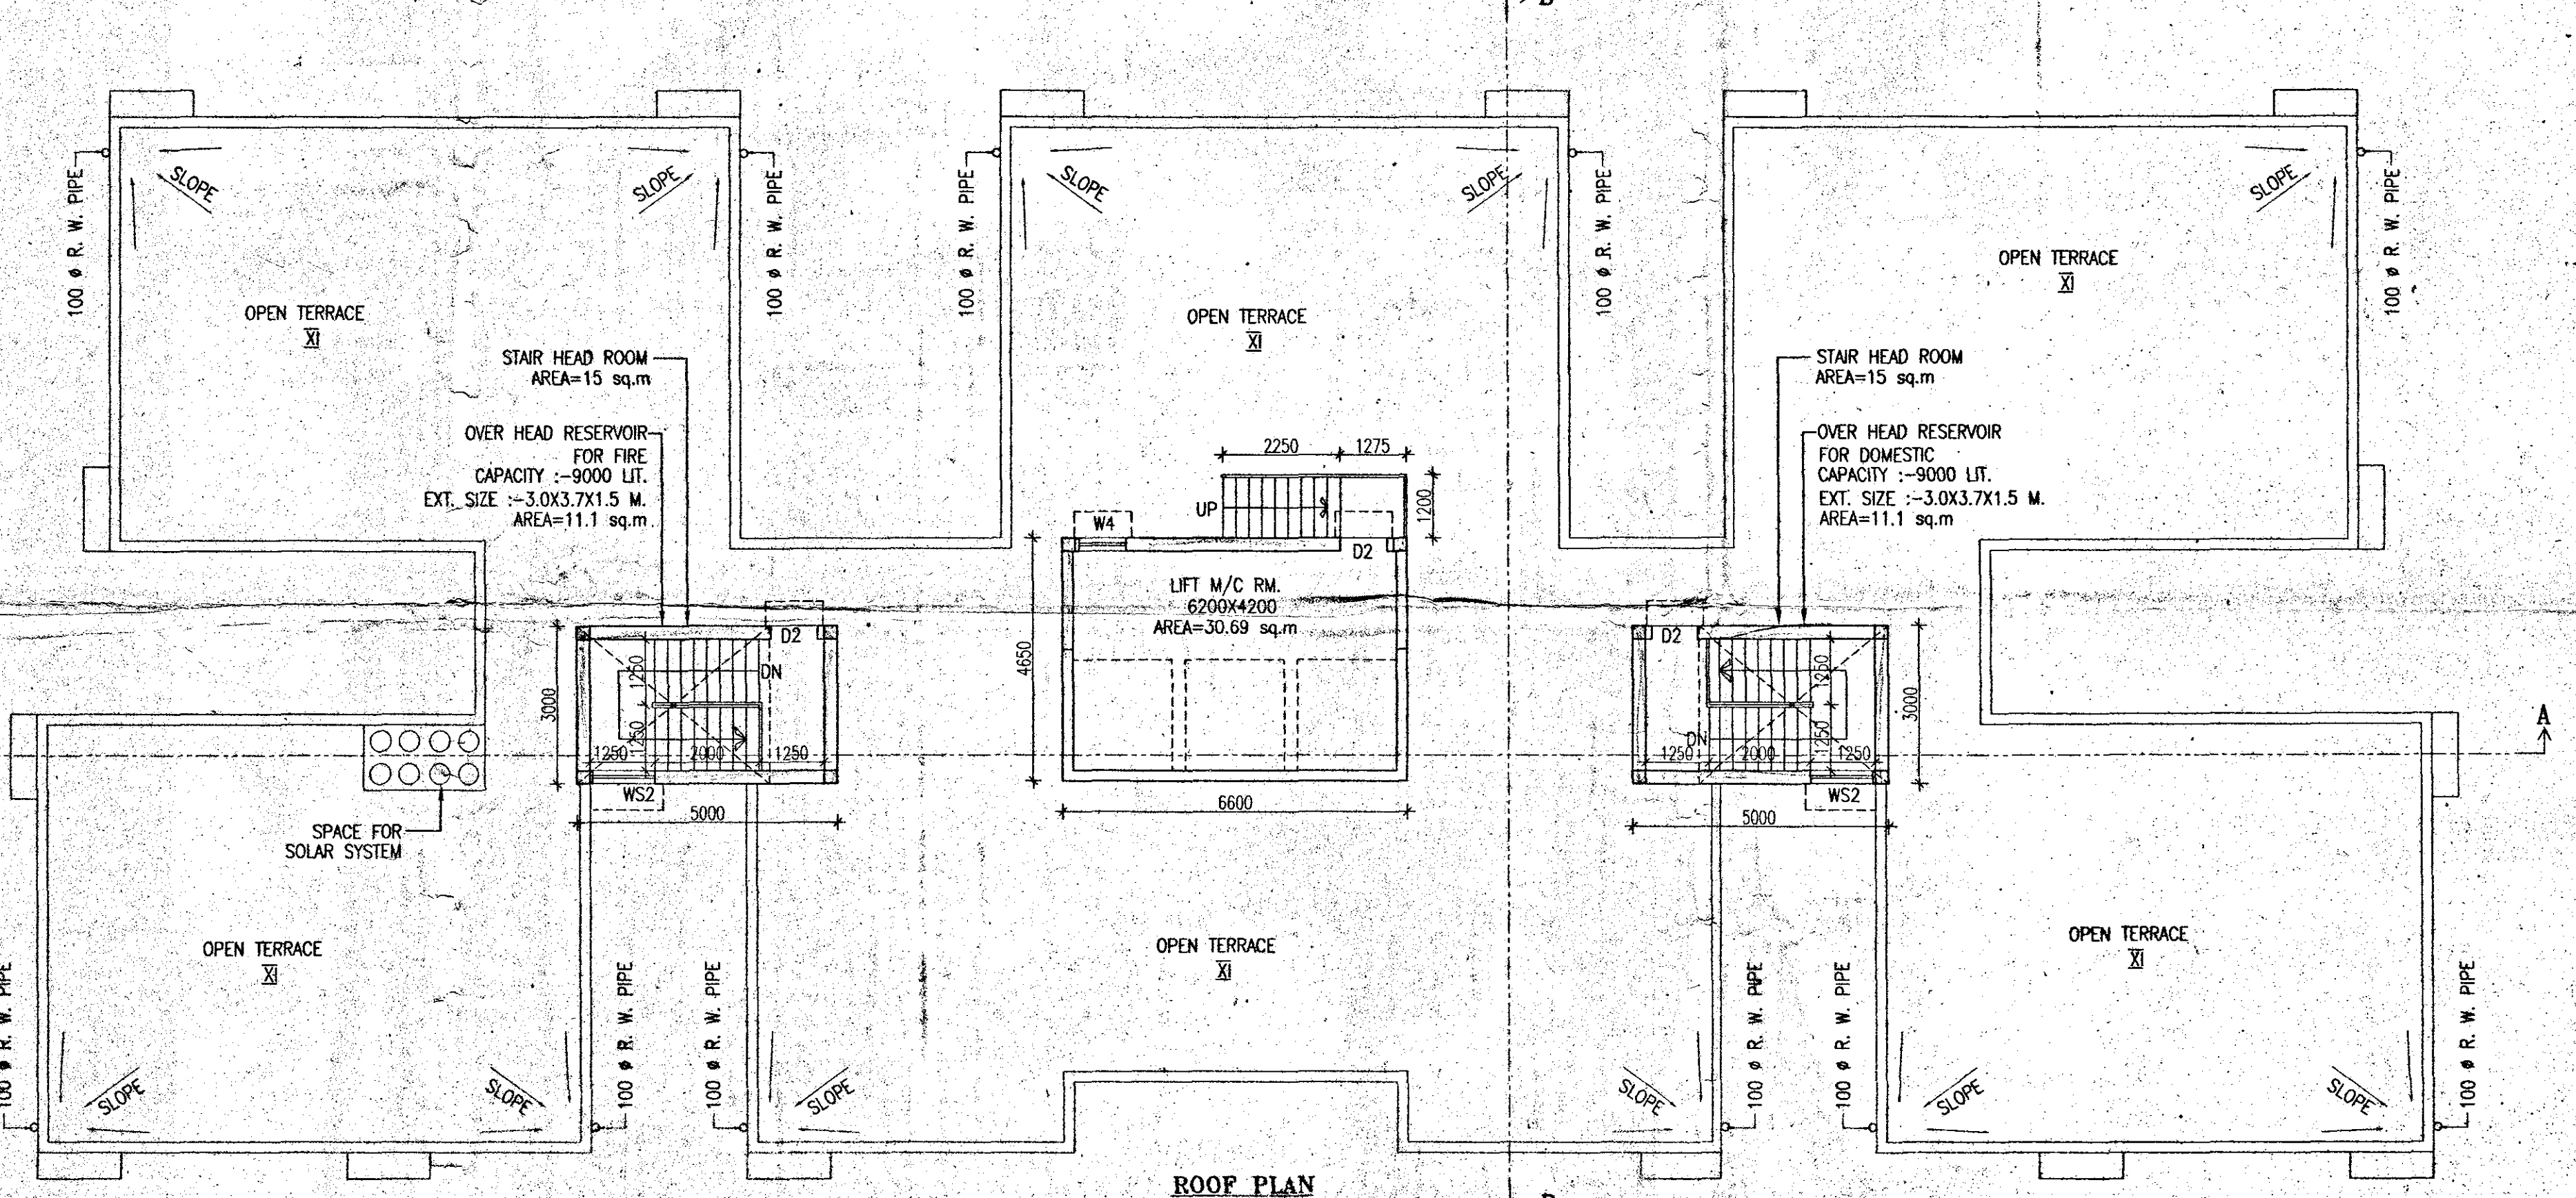 B
100 ø R. W. PIPE
SLOPE
SLOPE
100 ø R. W. PIPE
100 ø R. W. PIPE
SLOPE
SLOPE
100 ø R. W. PIPE
SLOPE
100 ø R. W. PIPE
OPEN TERRACE
XI
OPEN TERRACE
XI
OPEN TERRACE
XI
STAIR HEAD ROOM
AREA=15 sq.m
OVER HEAD RESERVOIR
FOR FIRE
CAPACITY :-9000 LIT.
EXT. SIZE :-3.0X3.7X1.5 M.
AREA=11.1 sq.m
STAIR HEAD ROOM
AREA=15 sq.m
OVER HEAD RESERVOIR
FOR DOMESTIC
CAPACITY :-9000 LIT.
EXT. SIZE :-3.0X3.7X1.5 M.
AREA=11.1 sq.m
2250
1275
1200
UP
W4
D2
LIFT M/C RM.
6200X4200
AREA=30.69 sq.m
4650
6600
D2
DN
3000
1250
1250
1250
2000
1250
WS2
5000
D2
DN
1250
1250
1250
2000
1250
3000
WS2
5000
A
SPACE FOR
SOLAR SYSTEM
OPEN TERRACE
XI
OPEN TERRACE
XI
OPEN TERRACE
XI
100 ø R. W. PIPE
SLOPE
SLOPE
100 ø R. W. PIPE
100 ø R. W. PIPE
SLOPE
SLOPE
100 ø R. W. PIPE
100 ø R. W. PIPE
SLOPE
SLOPE
100 ø R. W. PIPE
ROOF PLAN